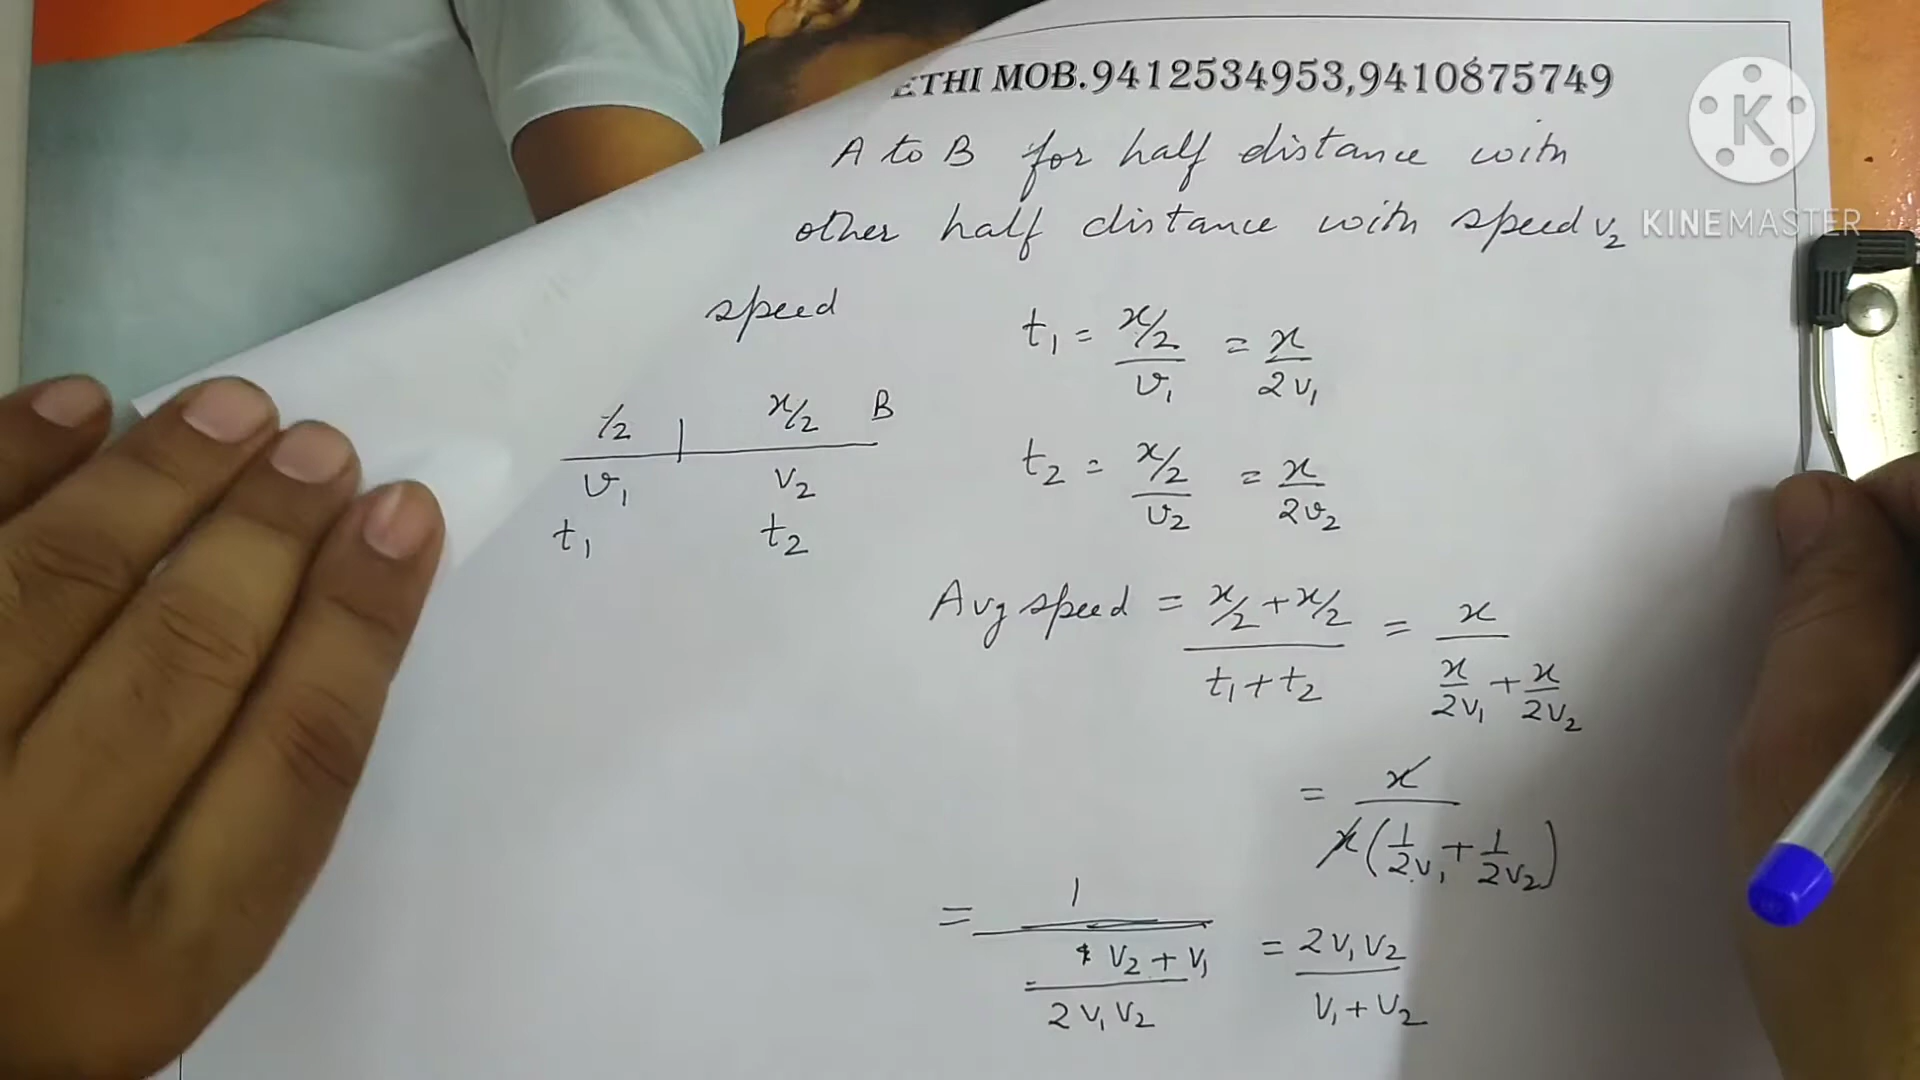 ETHI MOB.9412534953,9410875749
K
KINEMASTER
A to B for half distance with
other half distance with speed v₂
speed
/2 | x/2 B
v₁ v₂
t₁ t₂
t₁ = x/2 / v₁ = x / 2v₁
t₂ = x/2 / v₂ = x / 2v₂
Avg speed = x/2 + x/2 / t₁ + t₂ = x / x/2v₁ + x/2v₂
= x / x(1/2v₁ + 1/2v₂)
= 1 / v₂ + v₁ / 2v₁v₂ = 2v₁v₂ / v₁ + v₂